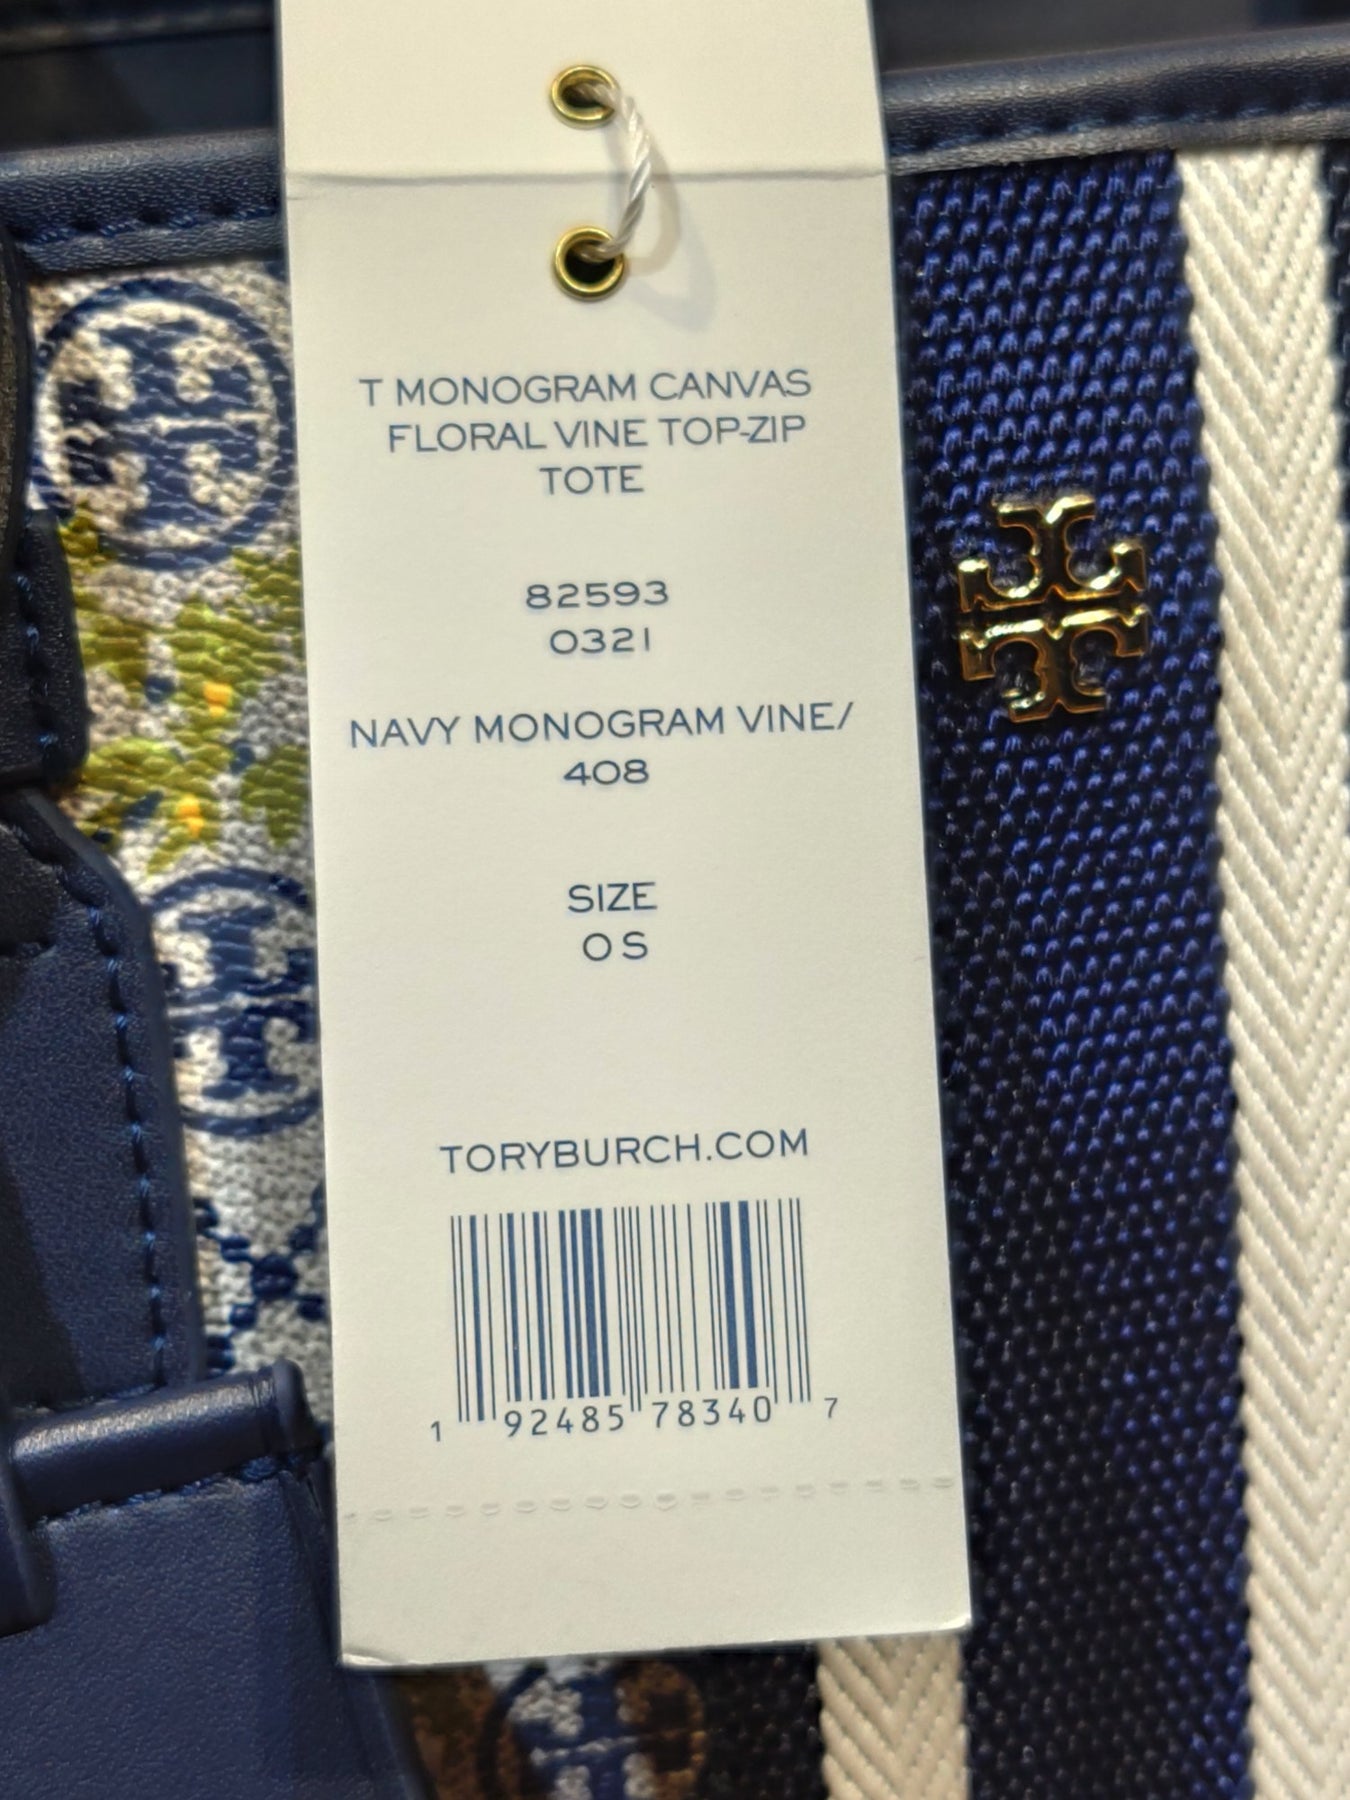 T MONOGRAM CANVAS
FLORAL VINE TOP-ZIP
TOTE
82593
0321
NAVY MONOGRAM VINE/
408
SIZE
OS
TORYBURCH.COM
1 92485 78340 7